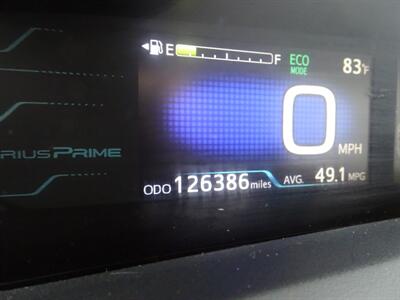 E F ECO MODE 83°F
0 MPH
RIUS PRIME
ODO 126386 miles AVG. 49.1 MPG